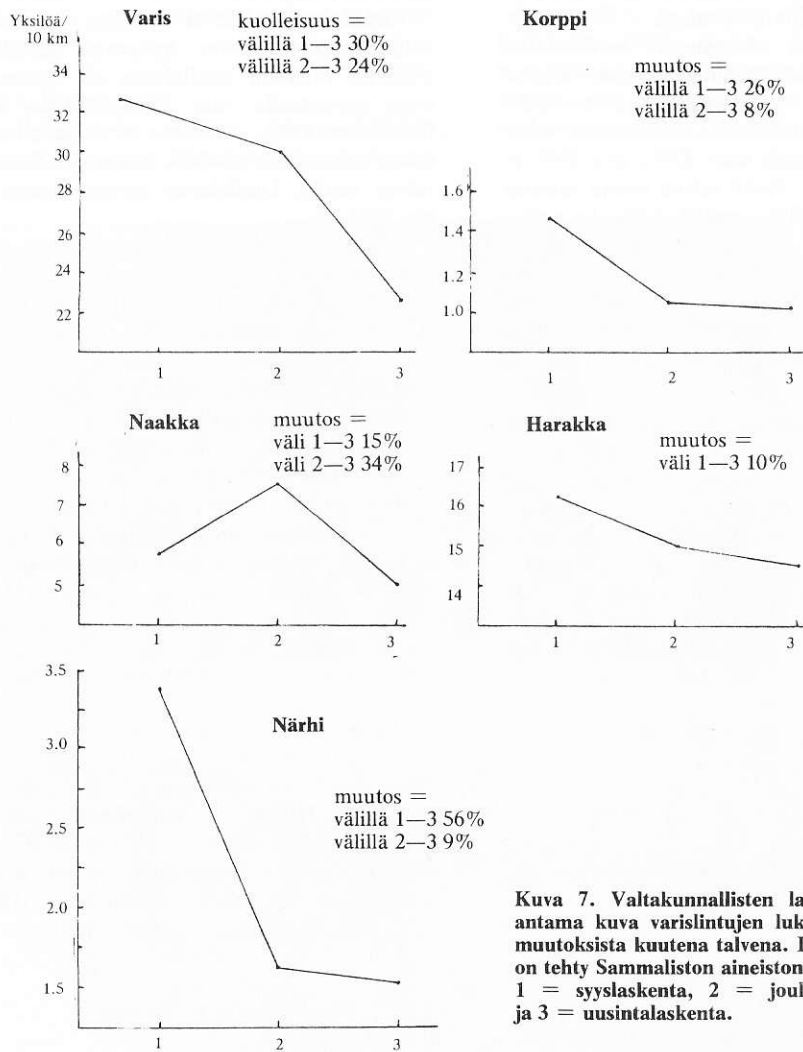 Yksilöä/
10 km
Varis
kuolleisuus =
välillä 1—3 30%
välillä 2—3 24%
34
32
30
28
26
24
22
1 2 3
Korppi
muutos =
välillä 1—3 26%
välillä 2—3 8%
1.6
1.4
1.2
1.0
1 2 3
Naakka
muutos =
väli 1—3 15%
väli 2—3 34%
8
7
6
5
1 2 3
Harakka
muutos =
väli 1—3 10%
17
16
15
14
1 2 3
Närhi
muutos =
välillä 1—3 56%
välillä 2—3 9%
3.5
3.0
2.5
2.0
1.5
1 2 3
Kuva 7. Valtakunnallisten la
antama kuva varislintujen luk
muutoksista kuutena talvena.
on tehty Sammaliston aineiston
1 = syyslaskenta, 2 = joul
ja 3 = uusintalaskenta.